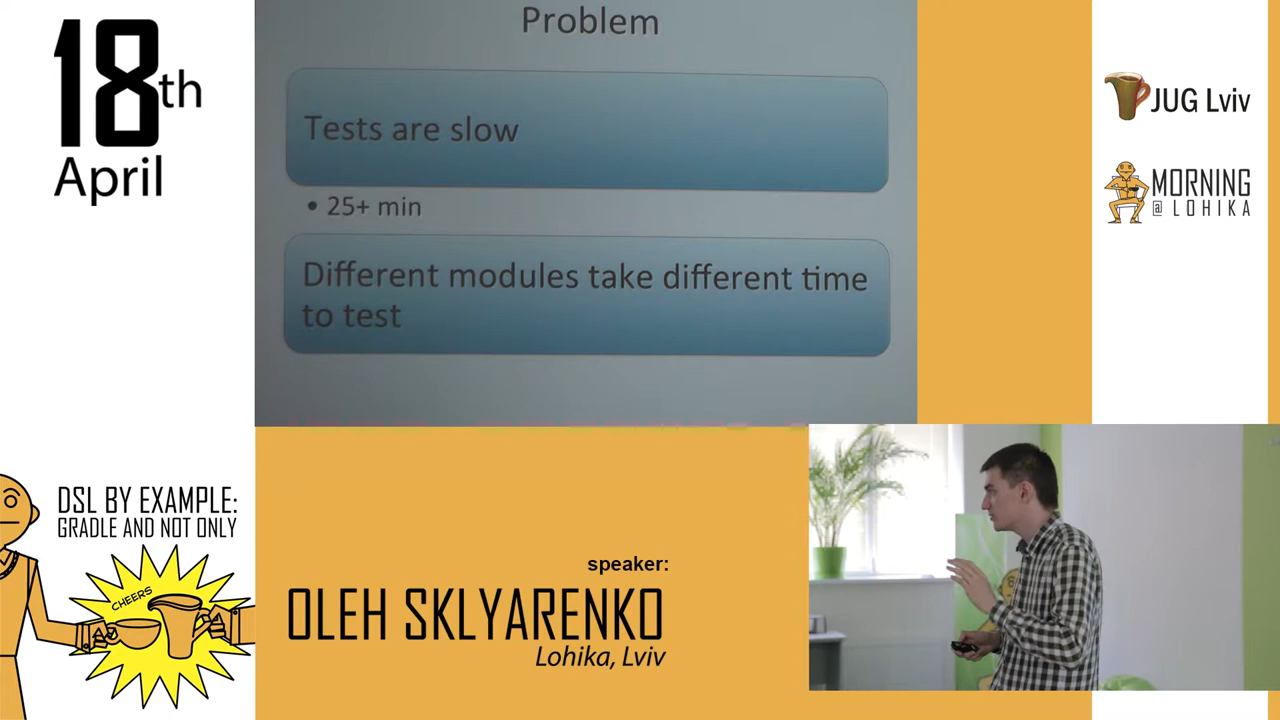 18th
April
Problem
Tests are slow
• 25+ min
Different modules take different time
to test
JUG Lviv
MORNING
@LOHIKA
DSL BY EXAMPLE:
GRADLE AND NOT ONLY
CHEERS
speaker:
OLEH SKLYARENKO
Lohika, Lviv